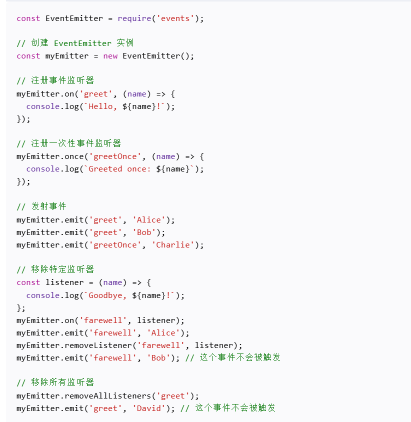 const EventEmitter = require('events');
// 创建 EventEmitter 实例
const myEmitter = new EventEmitter();
// 注册事件监听器
myEmitter.on('greet', (name) => {
  console.log(`Hello, ${name}!`);
});
// 注册一次性事件监听器
myEmitter.once('greetOnce', (name) => {
  console.log(`Greeted once: ${name}`);
});
// 发射事件
myEmitter.emit('greet', 'Alice');
myEmitter.emit('greet', 'Bob');
myEmitter.emit('greetOnce', 'Charlie');
// 移除特定监听器
const listener = (name) => {
  console.log(`Goodbye, ${name}!`);
};
myEmitter.on('farewell', listener);
myEmitter.emit('farewell', 'Alice');
myEmitter.removeListener('farewell', listener);
myEmitter.emit('farewell', 'Bob'); // 这个事件不会被触发
// 移除所有监听器
myEmitter.removeAllListeners('greet');
myEmitter.emit('greet', 'David'); // 这个事件不会被触发